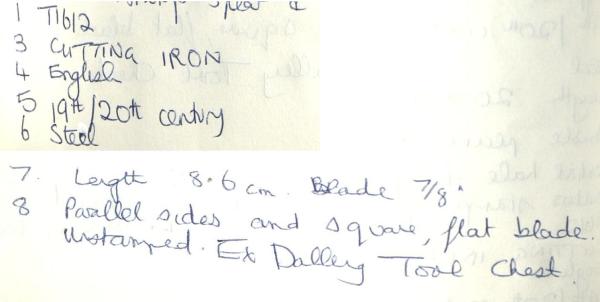 1 T1612
3 CUTTING IRON
4 English
5 19th/20th century
6 Steel
7. Length 8.6 cm. Blade 7/8.
8 Parallel sides and square, flat blade.
Unstamped. Ex Dalley Tool Chest.